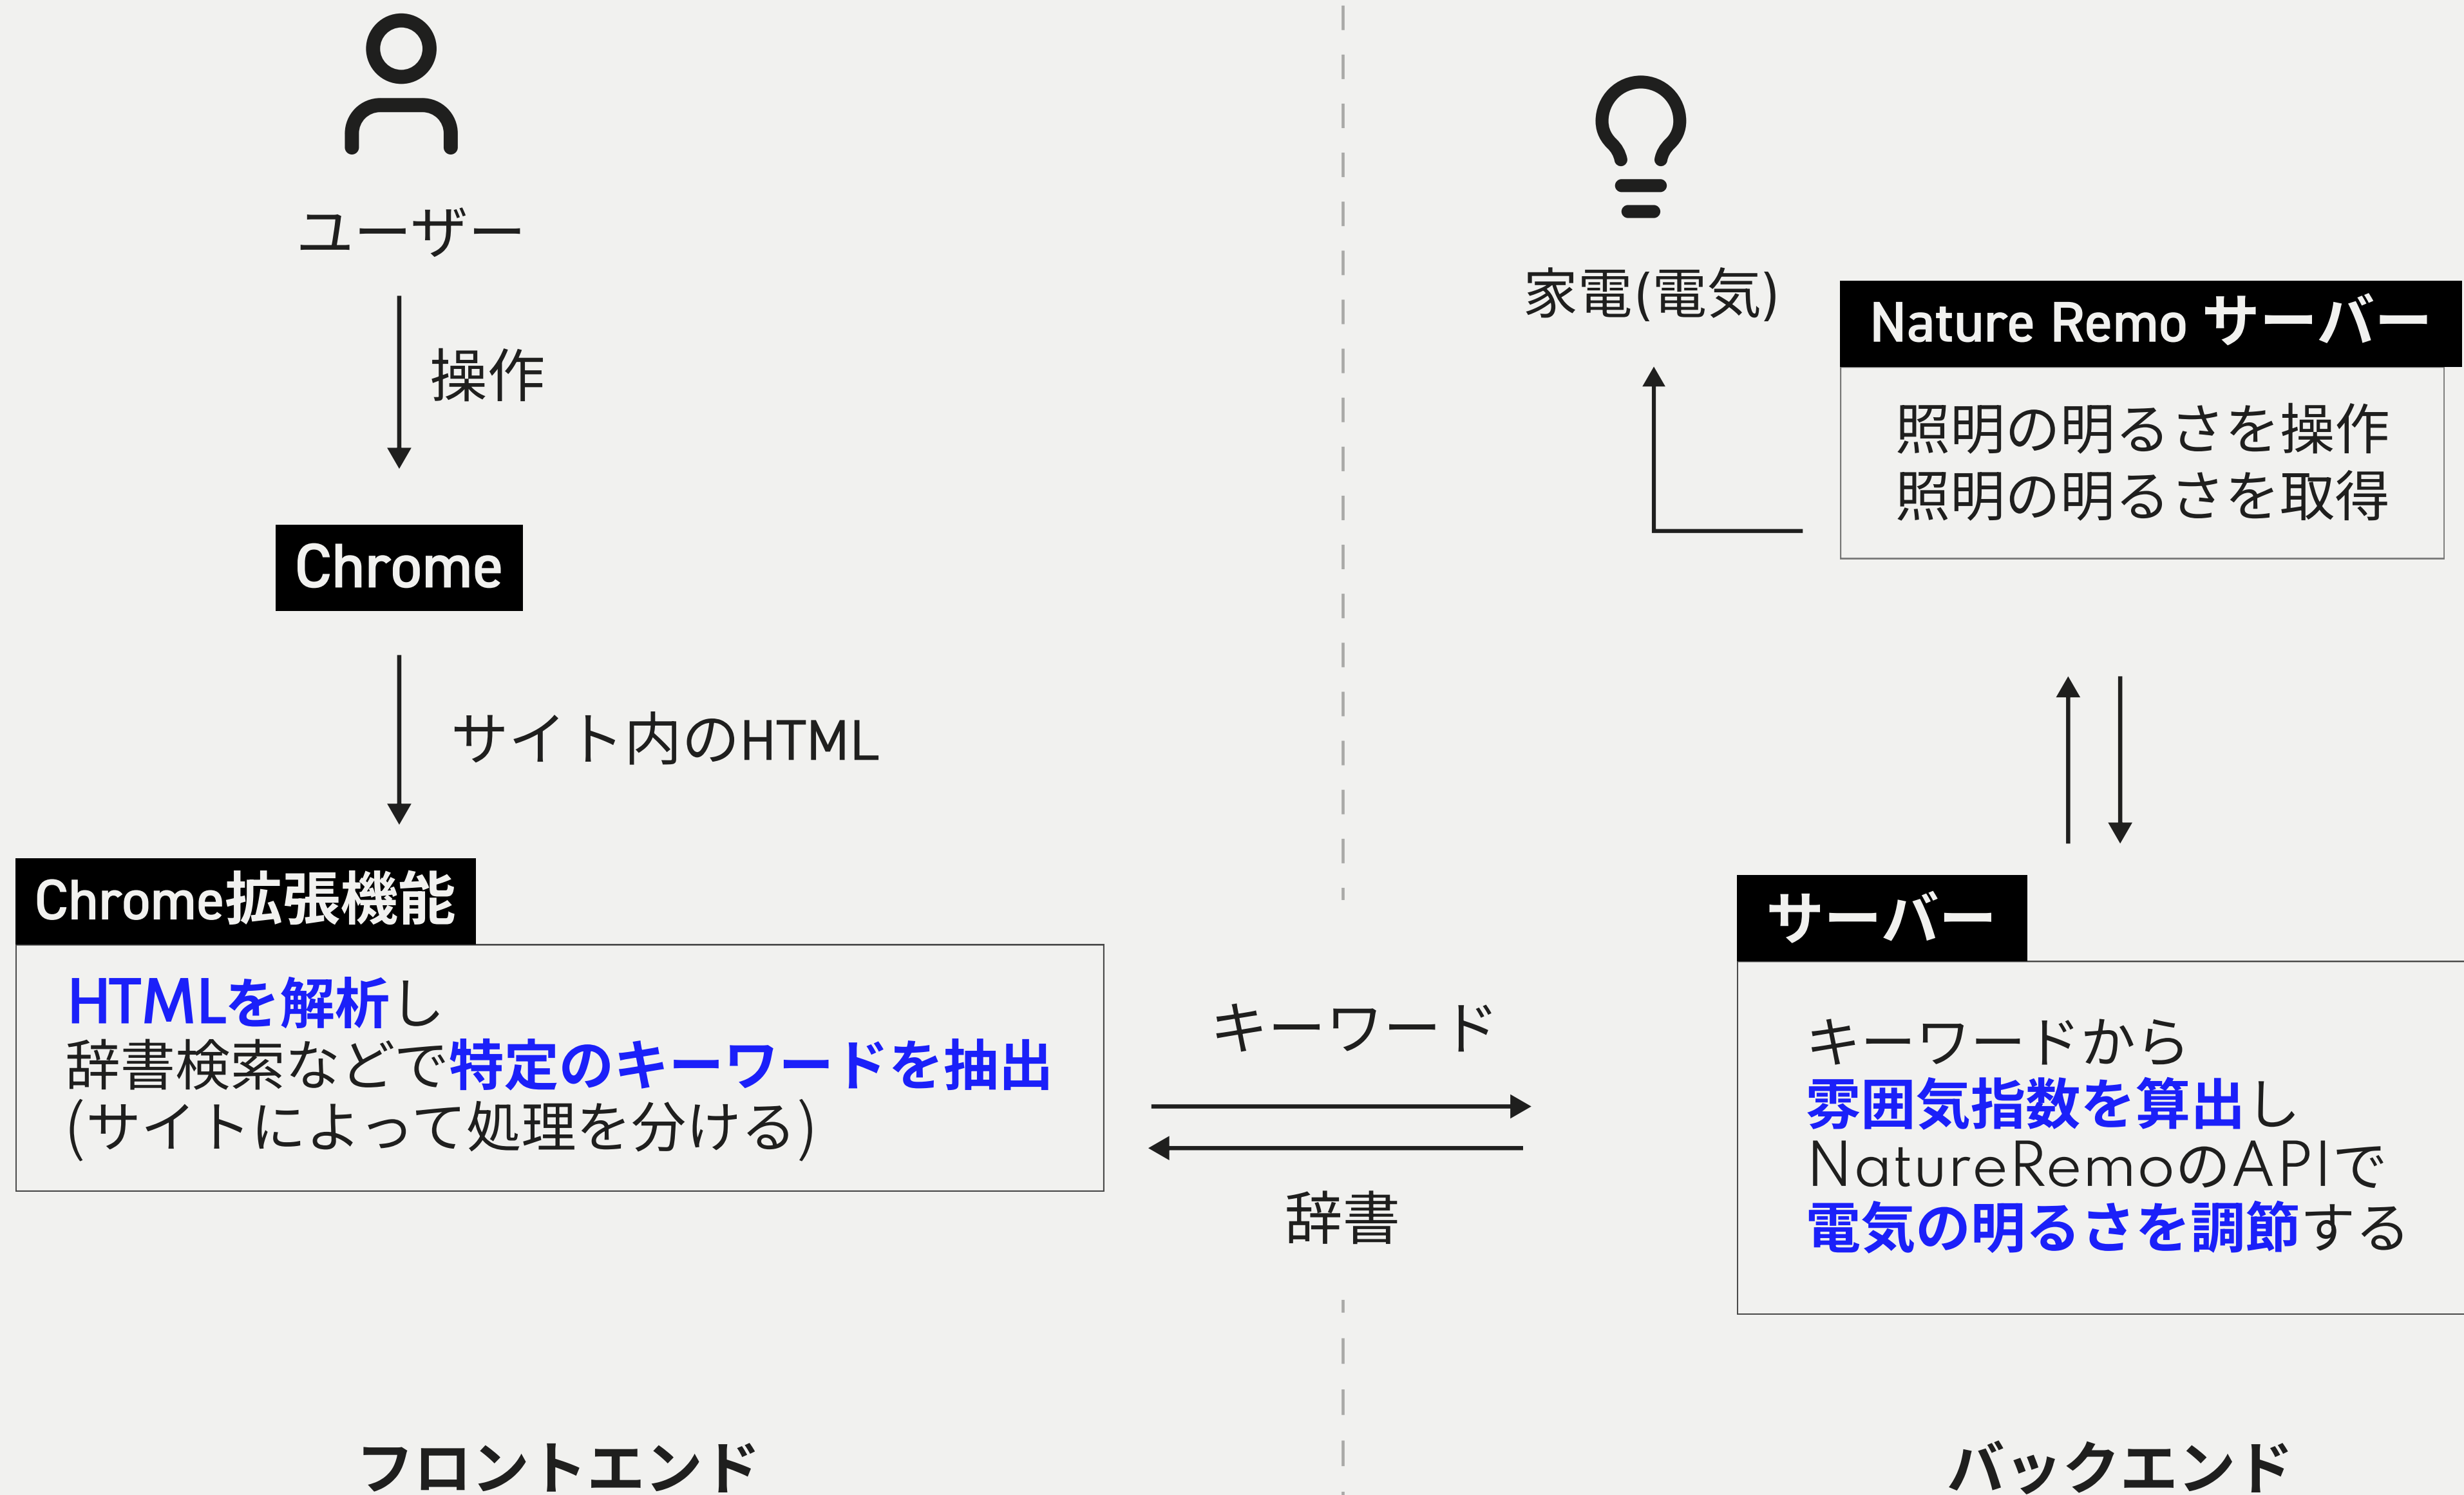 ユーザー
操作
Chrome
サイト内のHTML
Chrome拡張機能
HTMLを解析し
辞書検索などで特定のキーワードを抽出
(サイトによって処理を分ける)
キーワード
辞書
フロントエンド
家電(電気)
Nature Remo サーバー
照明の明るさを操作
照明の明るさを取得
サーバー
キーワードから
雰囲気指数を算出し
NatureRemoのAPIで
電気の明るさを調節する
バックエンド